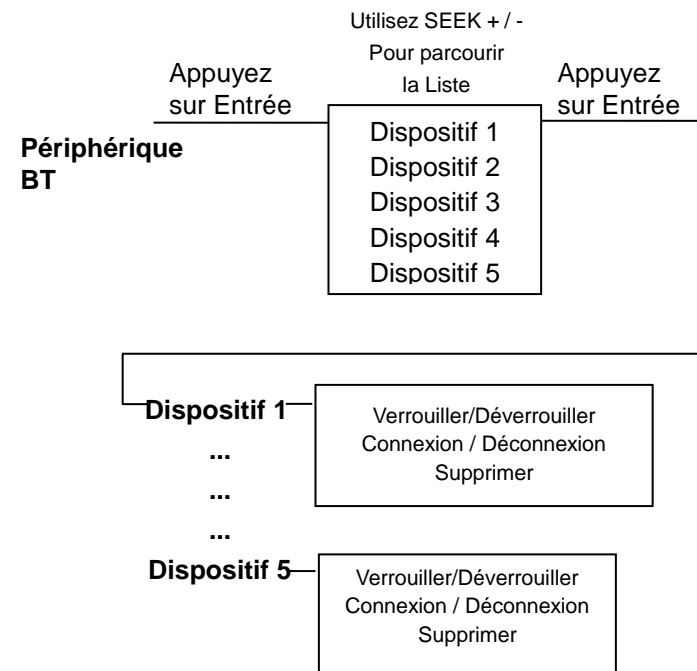 Utilisez SEEK + / -
Pour parcourir
la Liste
Appuyez
sur Entrée
Appuyez
sur Entrée
Périphérique
BT
Dispositif 1
Dispositif 2
Dispositif 3
Dispositif 4
Dispositif 5
Dispositif 1
Verrouiller/Déverrouiller
Connexion / Déconnexion
Supprimer
...
...
...
Dispositif 5
Verrouiller/Déverrouiller
Connexion / Déconnexion
Supprimer